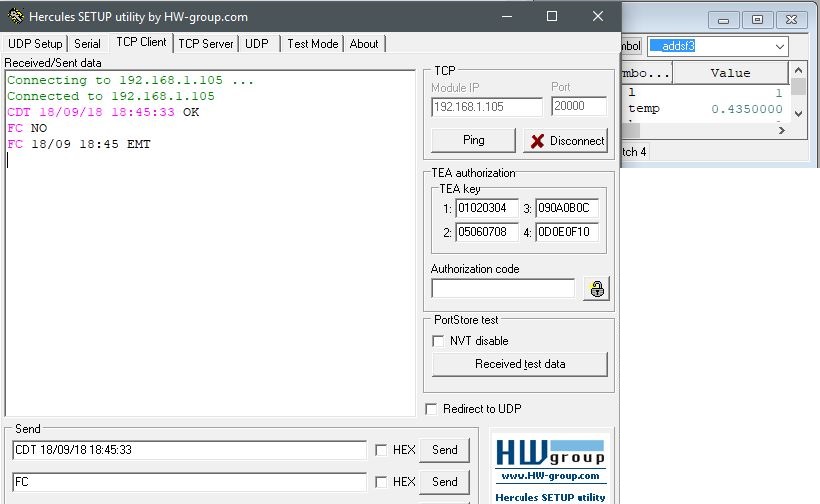 Hercules SETUP utility by HW-group.com
UDP Setup Serial TCP Client TCP Server UDP Test Mode About
Received/Sent data
Connecting to 192.168.1.105 ...
Connected to 192.168.1.105
CDT 18/09/18 18:45:33 OK
FC NO
FC 18/09 18:45 EMT
TCP
Module IP Port
192.168.1.105 20000
Ping Disconnect
TEA authorization
TEA key
1: 01020304 3: 090A0B0C
2: 05060708 4: 0D0E0F10
Authorization code
PortStore test
NVT disable
Received test data
Redirect to UDP
Send
CDT 18/09/18 18:45:33 HEX Send
FC HEX Send
HWgroup
www.HW-group.com
Hercules SETUP utility
mbol __addsf3
mbo... Value
l 1
temp 0.4350000
tch 4